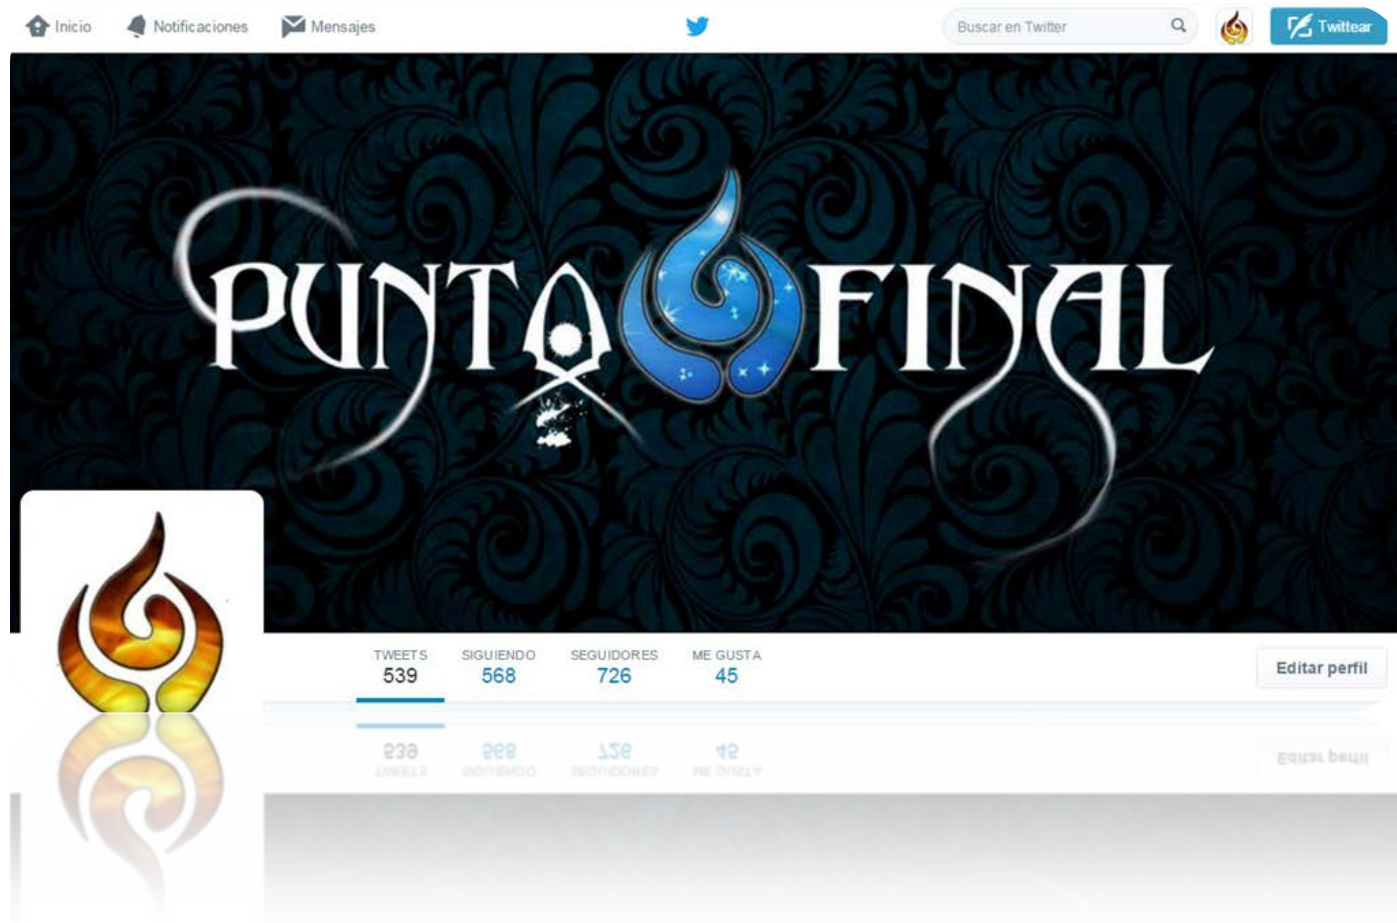 Inicio Notificaciones Mensajes Buscar en Twitter Twittear
PUNTO FINAL
TWEETS SIGUIENDO SEGUIDORES ME GUSTA
539 568 726 45
Editar perfil